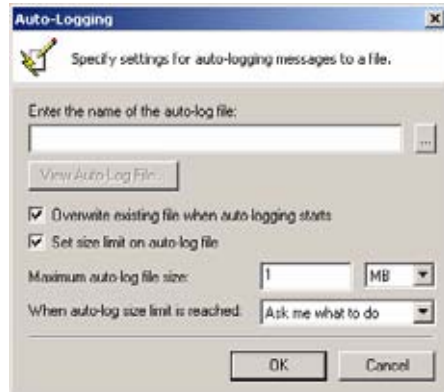 Auto-Logging
Specify settings for auto-logging messages to a file.
Enter the name of the auto-log file:
...
View Auto Log File...
Overwrite existing file when auto logging starts
Set size limit on auto-log file
Maximum auto-log file size: 1 MB
When auto-log size limit is reached: Ask me what to do
OK Cancel